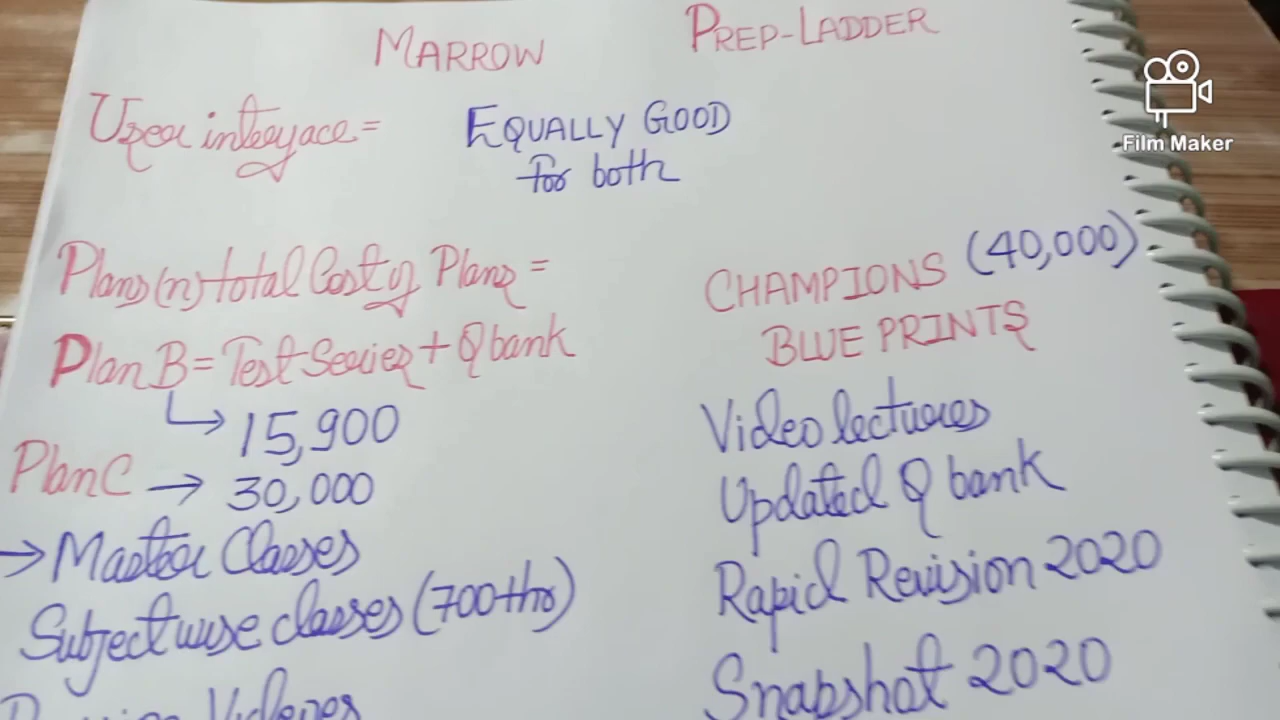 MARROW PREP-LADDER
User interface = EQUALLY GOOD
for both
Plans (n) total Cost of Plans =
Plan B = Test Series + Q bank
↳ 15,900
Plan C → 30,000
→ Master Classes
Subject wise classes (700+hrs)
CHAMPIONS (40,000)
BLUE PRINTS
Video lectures
Updated Q bank
Rapid Revision 2020
Snapshot 2020
Film Maker